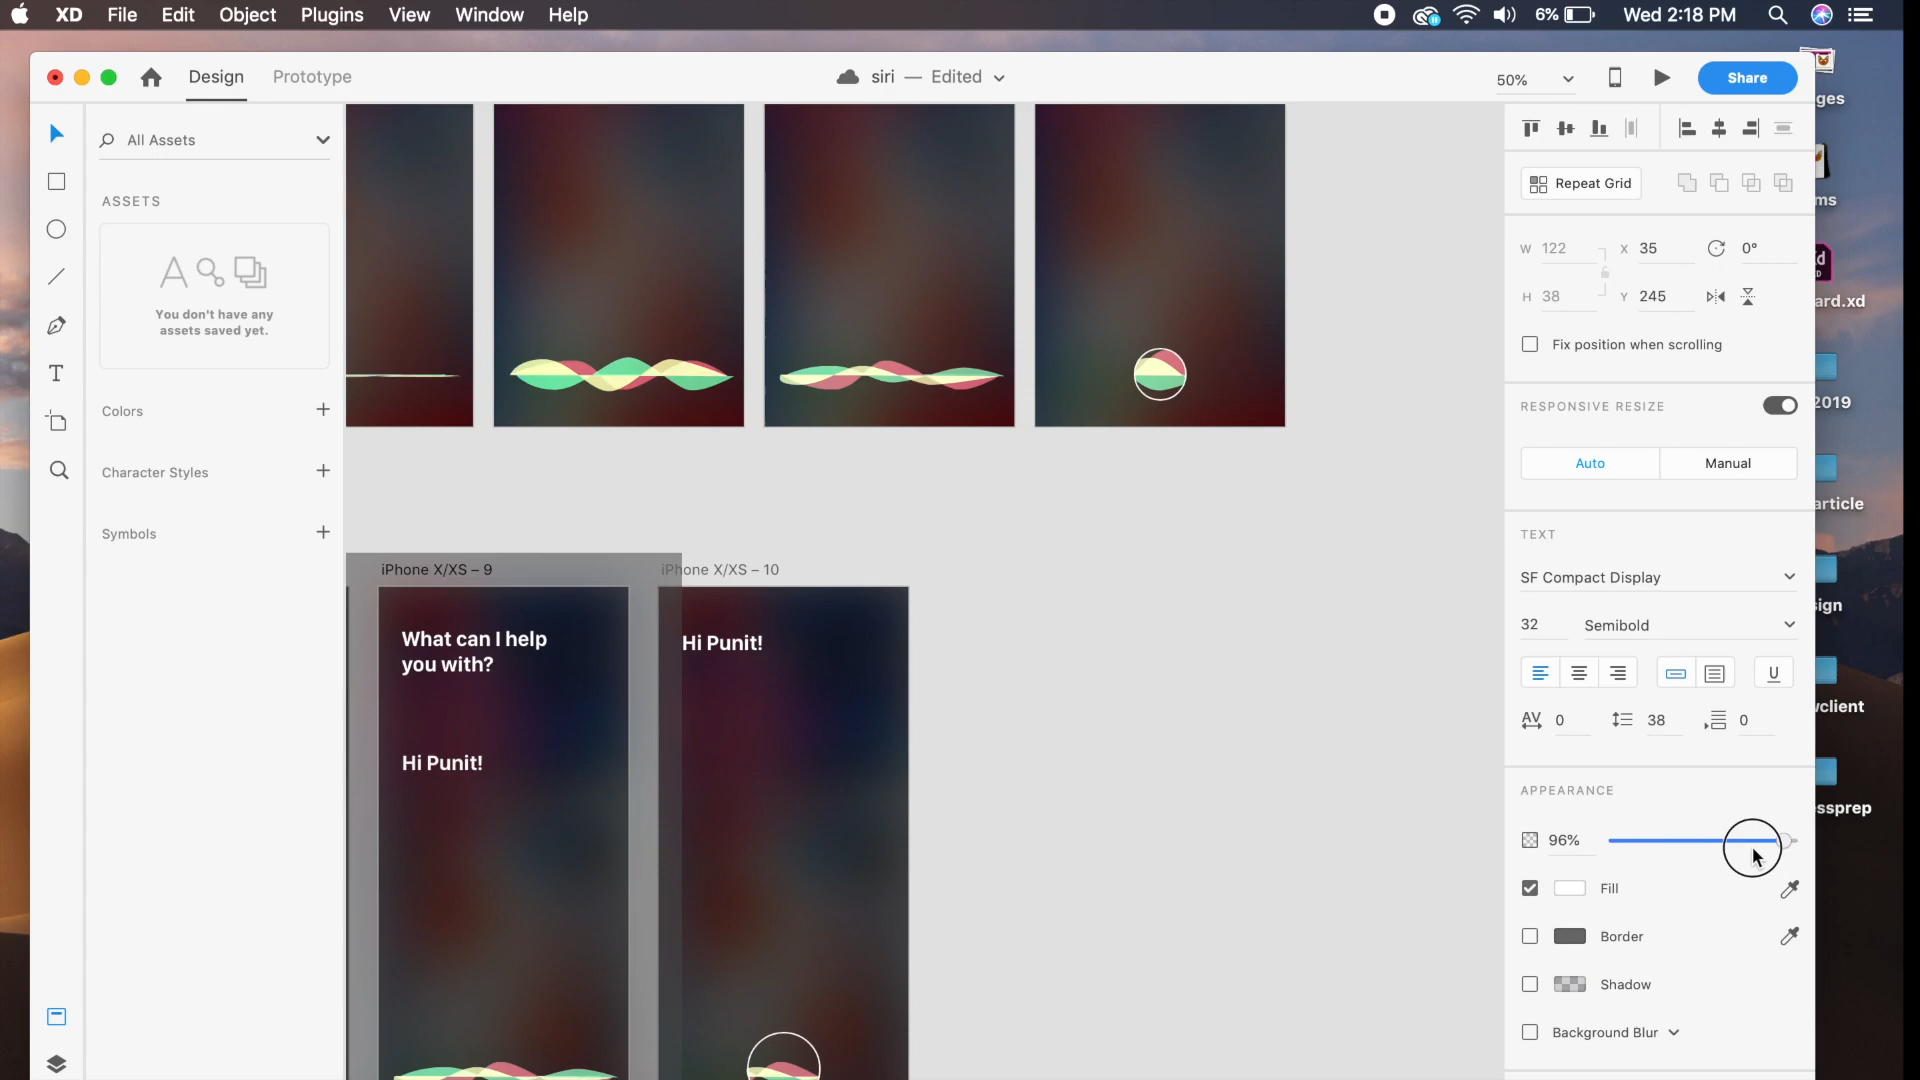 XD File Edit Object Plugins View Window Help
6% Wed 2:18 PM
Design Prototype
siri — Edited
50%
Share
All Assets
ASSETS
You don't have any
assets saved yet.
Colors
Character Styles
Symbols
iPhone X/XS – 9
iPhone X/XS – 10
What can I help
you with?
Hi Punit!
Hi Punit!
Repeat Grid
W 122 X 35 0°
H 38 Y 245
Fix position when scrolling
RESPONSIVE RESIZE
Auto Manual
TEXT
SF Compact Display
32 Semibold
U
AV 0 38 0
APPEARANCE
96%
Fill
Border
Shadow
Background Blur
ges
ms
ard.xd
2019
article
ign
vclient
ssprep